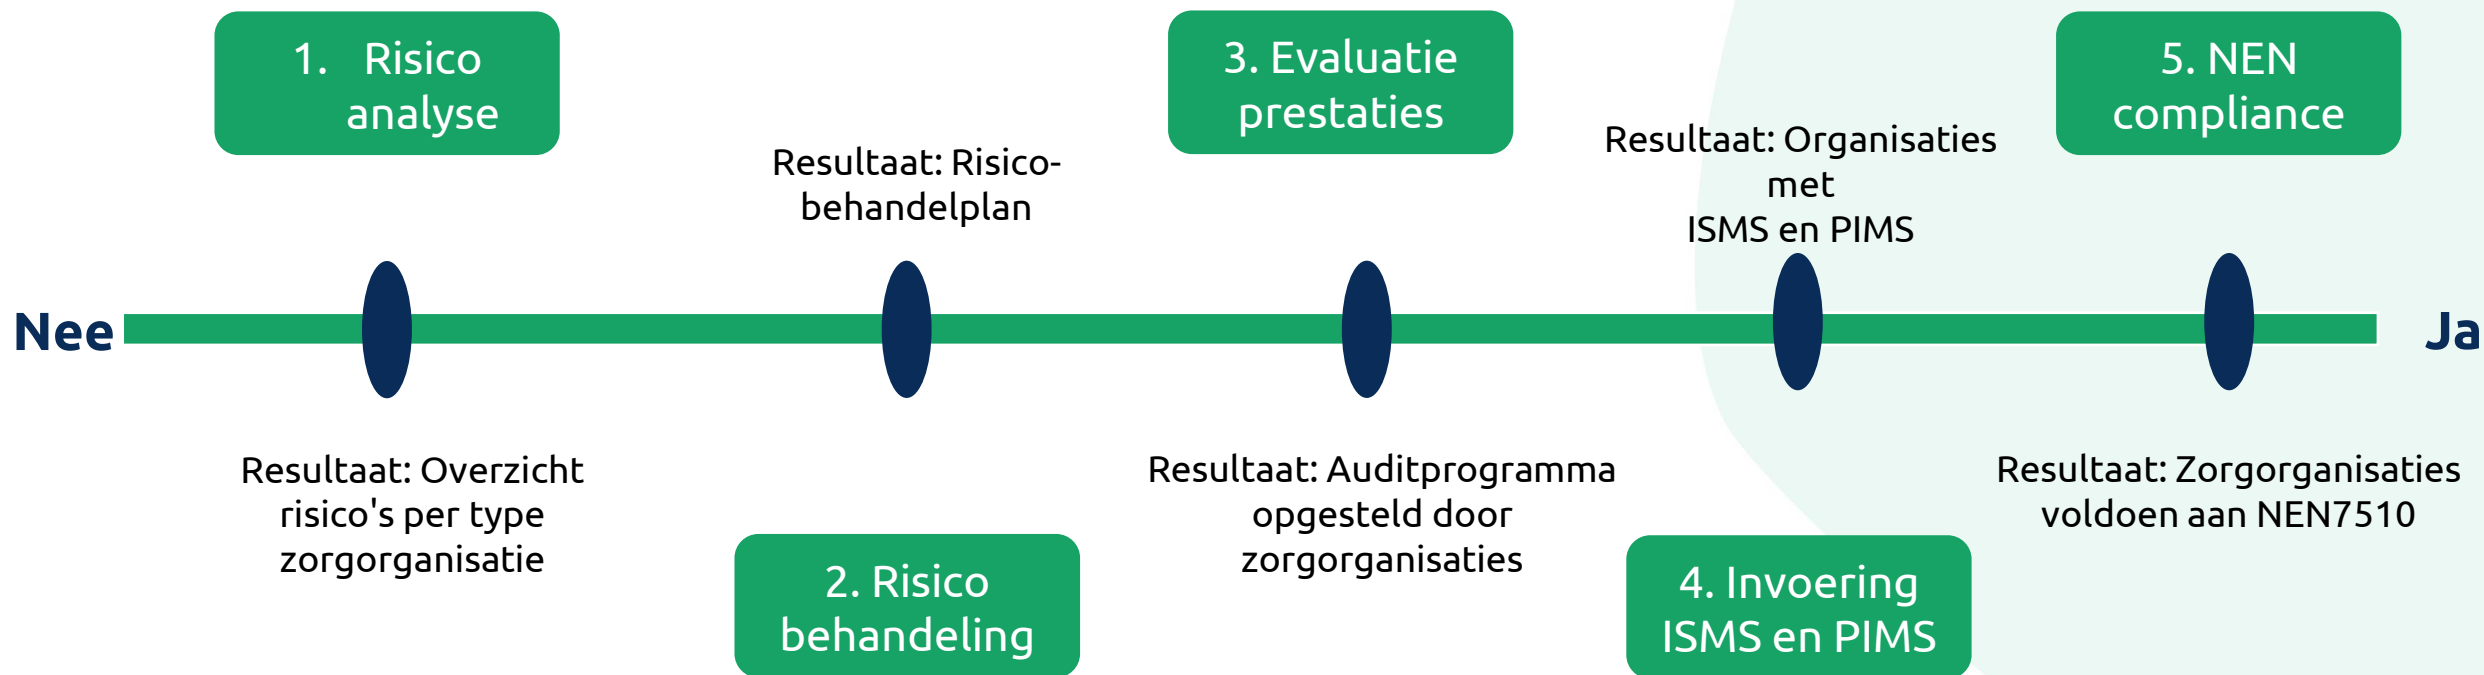 1. Risico
analyse
Resultaat: Risico-
behandelplan
3. Evaluatie
prestaties
Resultaat: Organisaties
met
ISMS en PIMS
5. NEN
compliance
Nee
Ja
Resultaat: Overzicht
risico's per type
zorgorganisatie
2. Risico
behandeling
Resultaat: Auditprogramma
opgesteld door
zorgorganisaties
4. Invoering
ISMS en PIMS
Resultaat: Zorgorganisaties
voldoen aan NEN7510